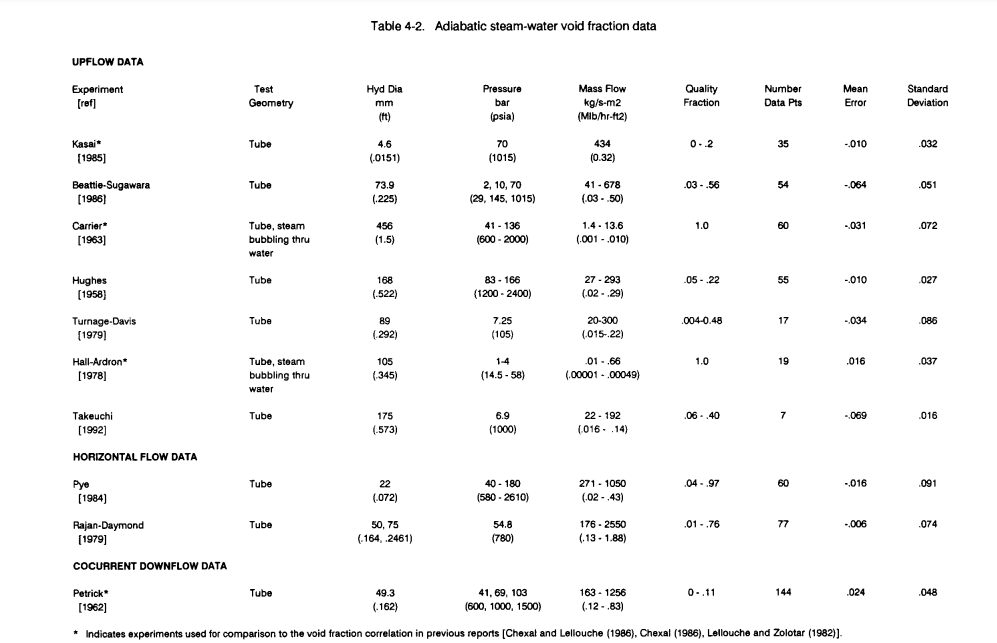 Table 4-2. Adiabatic steam-water void fraction data
UPFLOW DATA
Experiment Test Hyd Dia Pressure Mass Flow Quality Number Mean Standard
[ref] Geometry mm bar kg/s-m2 Fraction Data Pts Error Deviation
(ft) (psia) (Mlb/hr-ft2)
Kasai* Tube 4.6 70 434 0 - .2 35 -.010 .032
[1985] (.0151) (1015) (0.32)
Beattie-Sugawara Tube 73.9 2, 10, 70 41 - 678 .03 - .56 54 -.064 .051
[1986] (.225) (29, 145, 1015) (.03 - .50)
Carrier* Tube, steam 456 41 - 136 1.4 - 13.6 1.0 60 -.031 .072
[1963] bubbling thru (1.5) (600 - 2000) (.001 - .010)
water
Hughes Tube 168 83 - 166 27 - 293 .05 - .22 55 -.010 .027
[1958] (.522) (1200 - 2400) (.02 - .29)
Turnage-Davis Tube 89 7.25 20-300 .004-0.48 17 -.034 .086
[1979] (.292) (105) (.015-.22)
Hall-Ardron* Tube, steam 105 1-4 .01 - .66 1.0 19 .016 .037
[1978] bubbling thru (.345) (14.5 - 58) (.00001 - .00049)
water
Takeuchi Tube 175 6.9 22 - 192 .06 - .40 7 -.069 .016
[1992] (.573) (1000) (.016 - .14)
HORIZONTAL FLOW DATA
Pye Tube 22 40 - 180 271 - 1050 .04 - .97 60 -.016 .091
[1984] (.072) (580 - 2610) (.02 - .43)
Rajan-Daymond Tube 50, 75 54.8 176 - 2550 .01 - .76 77 -.006 .074
[1979] (.164, .2461) (780) (.13 - 1.88)
COCURRENT DOWNFLOW DATA
Petrick* Tube 49.3 41, 69, 103 163 - 1256 0 - .11 144 .024 .048
[1962] (.162) (600, 1000, 1500) (.12 - .83)
* Indicates experiments used for comparison to the void fraction correlation in previous reports [Chexal and Lellouche (1986), Chexal (1986), Lellouche and Zolotar (1982)].